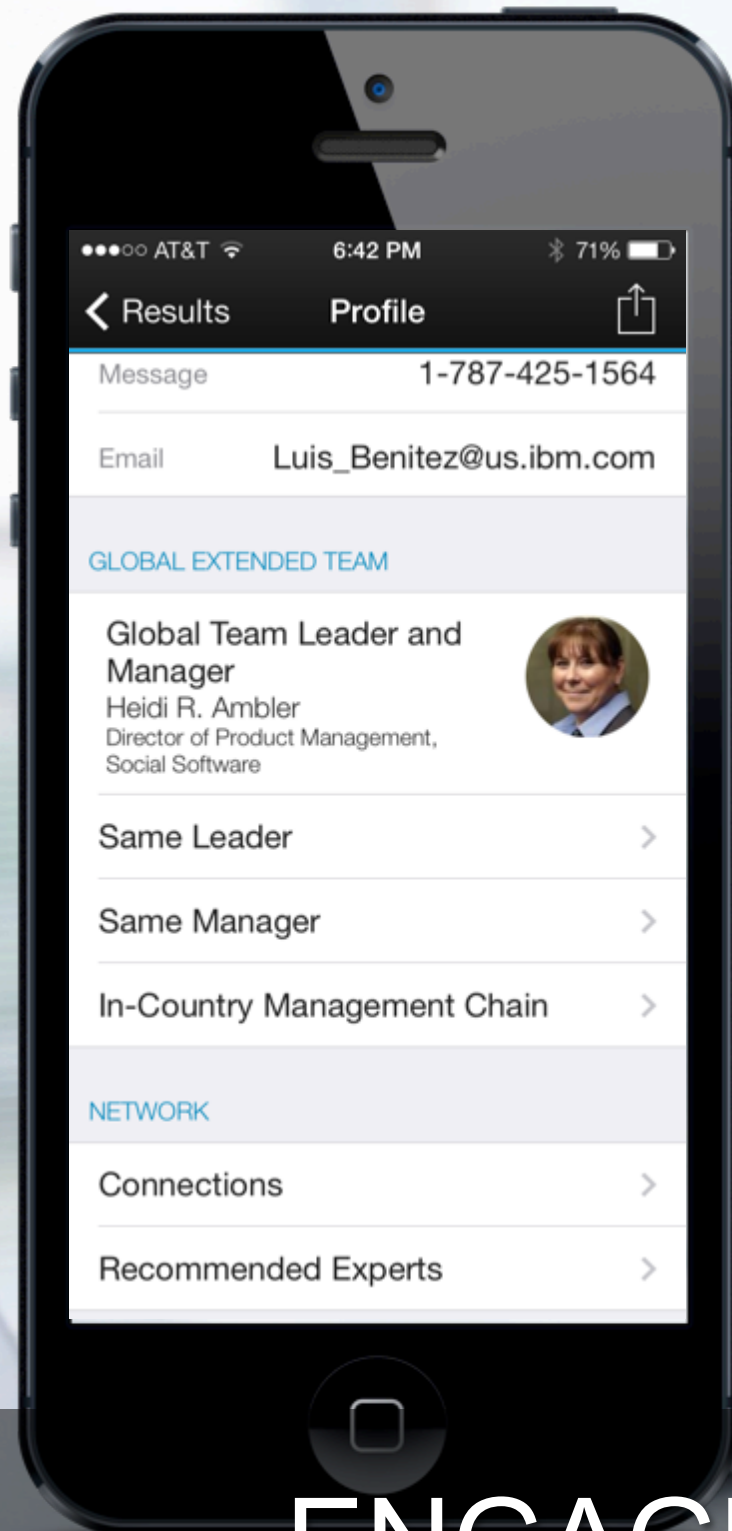 AT&T 6:42 PM 71%
Results Profile
Message 1-787-425-1564
Email Luis_Benitez@us.ibm.com
GLOBAL EXTENDED TEAM
Global Team Leader and
Manager
Heidi R. Ambler
Director of Product Management,
Social Software
Same Leader
Same Manager
In-Country Management Chain
NETWORK
Connections
Recommended Experts